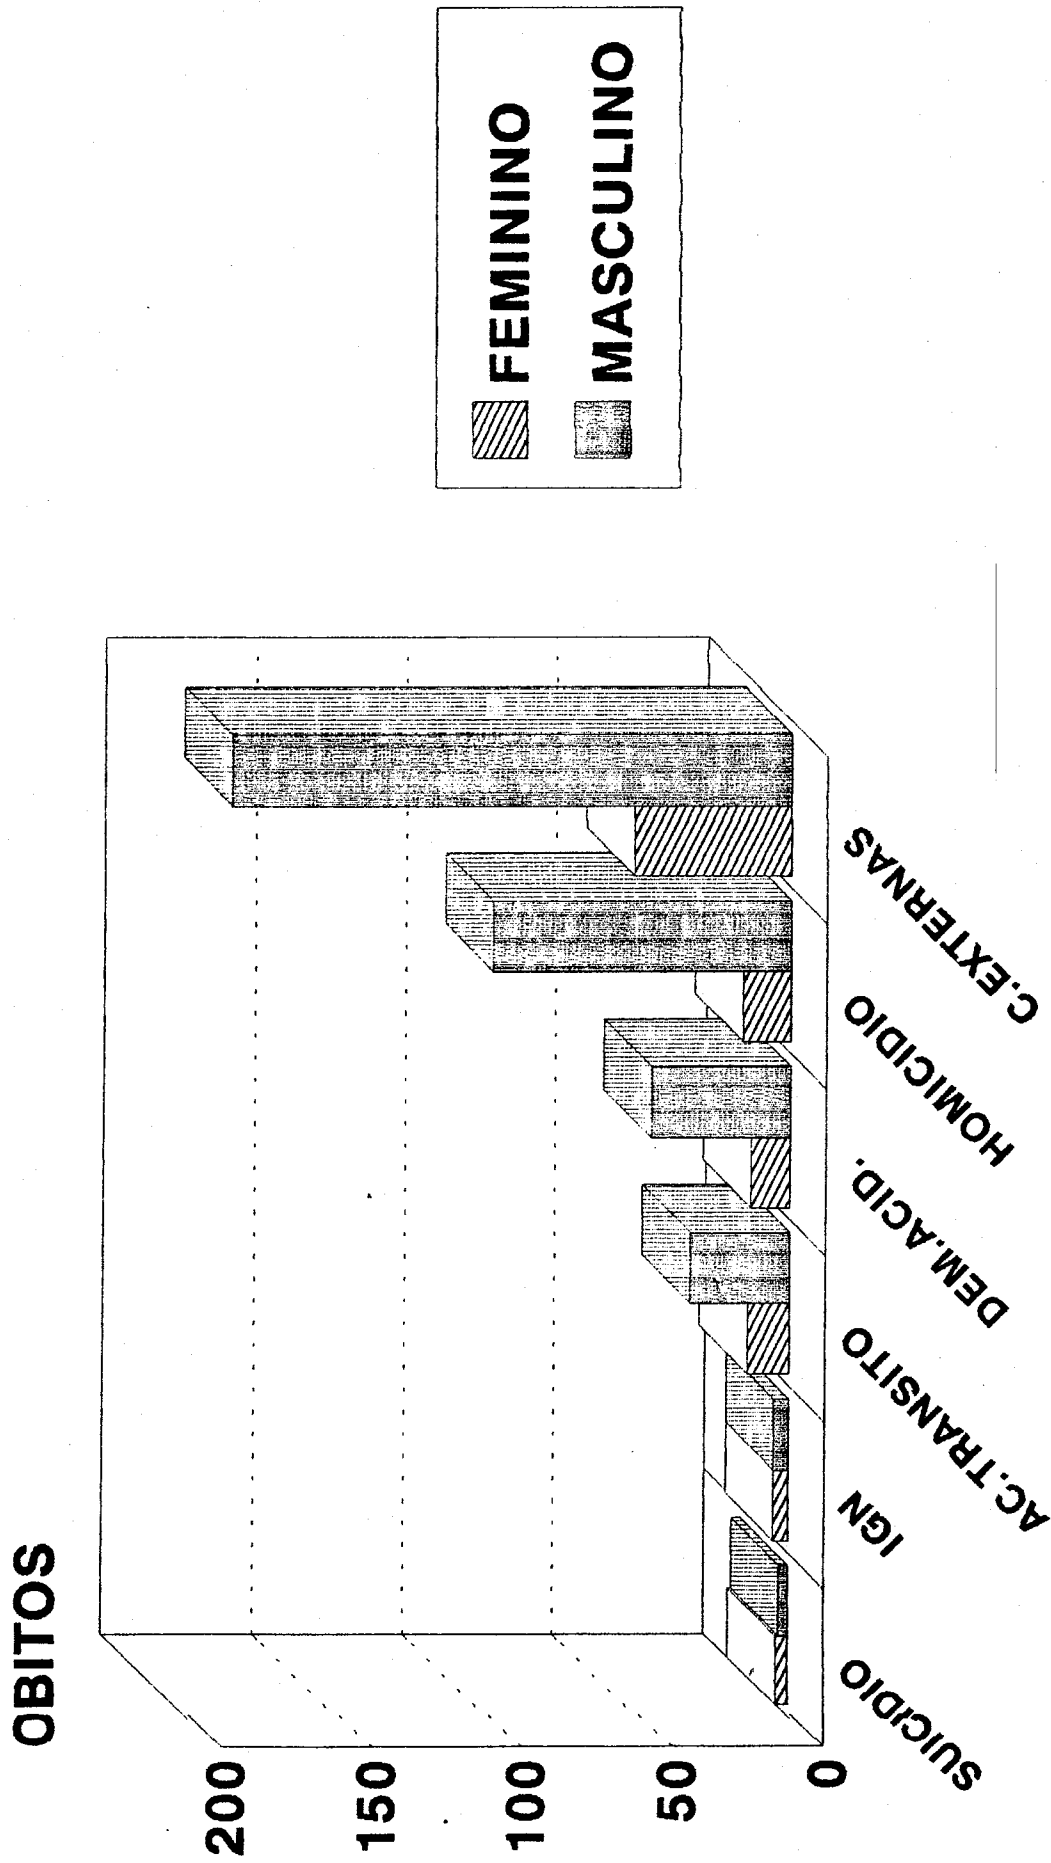 OBITOS
200
150
100
50
0
SUICIDIO
IGN
AC.TRANSITO
DEM.ACID.
HOMICIDIO
C.EXTERNAS
FEMININO
MASCULINO